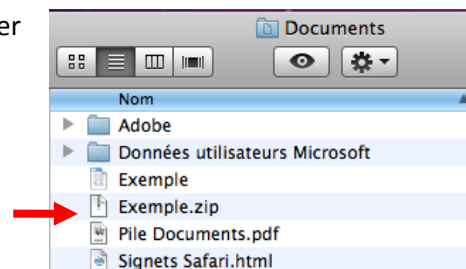 er
Documents
Nom
Adobe
Données utilisateurs Microsoft
Exemple
Exemple.zip
Pile Documents.pdf
Signets Safari.html